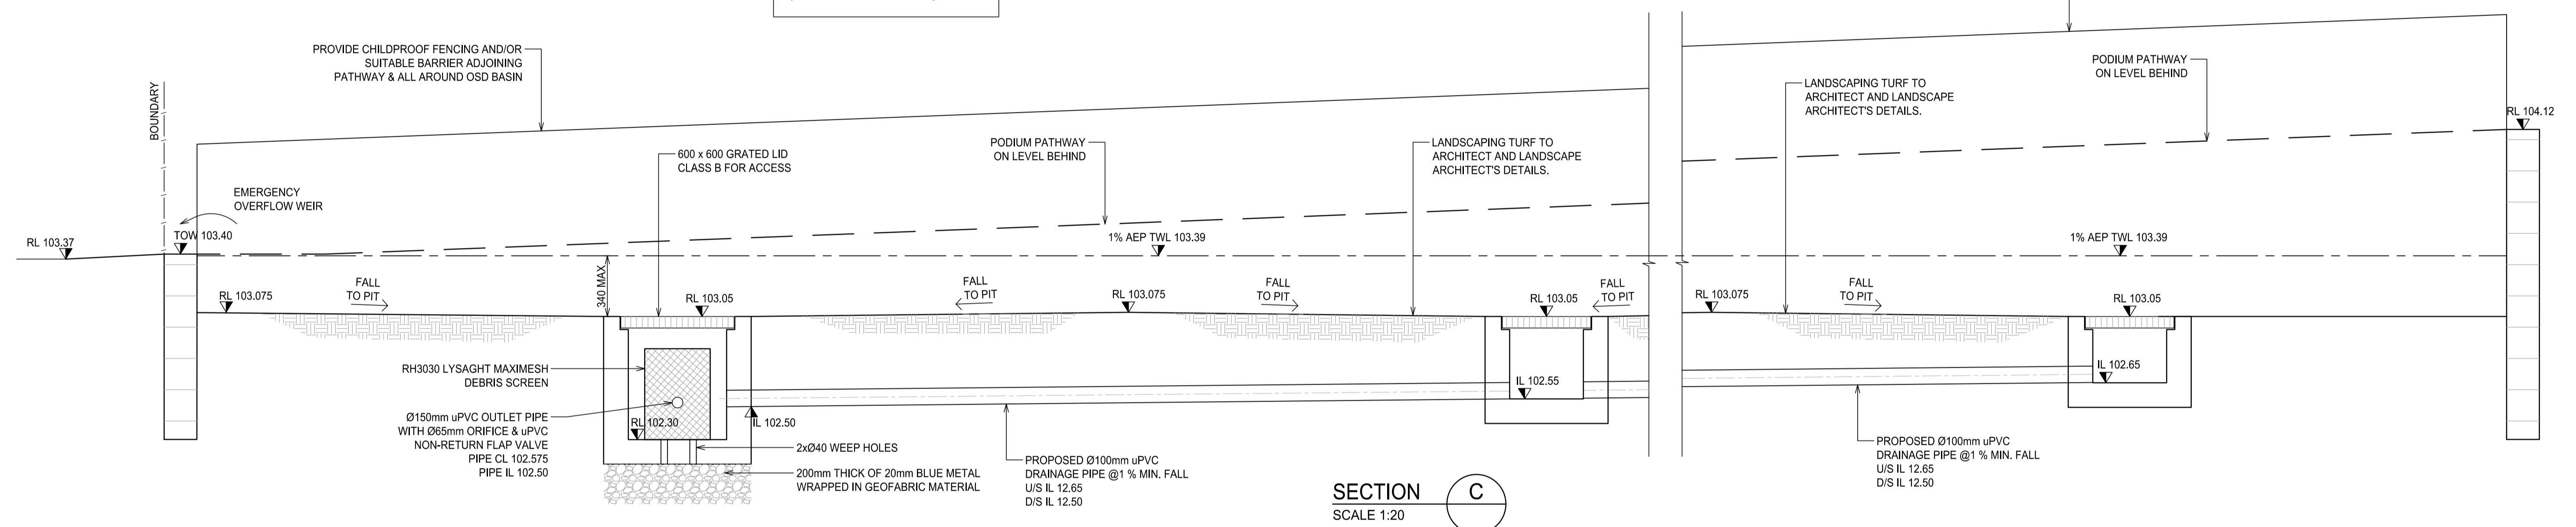 PROVIDE CHILDPROOF FENCING AND/OR
SUITABLE BARRIER ADJOINING
PATHWAY & ALL AROUND OSD BASIN
BOUNDARY
EMERGENCY
OVERFLOW WEIR
RL 103.37
TOW 103.40
RL 103.075
FALL
TO PIT
340 MAX
600 x 600 GRATED LID
CLASS B FOR ACCESS
RL 103.05
PODIUM PATHWAY
ON LEVEL BEHIND
1% AEP TWL 103.39
FALL
TO PIT
RL 103.075
FALL
TO PIT
LANDSCAPING TURF TO
ARCHITECT AND LANDSCAPE
ARCHITECT'S DETAILS.
RL 103.05
FALL
TO PIT
RL 103.075
LANDSCAPING TURF TO
ARCHITECT AND LANDSCAPE
ARCHITECT'S DETAILS.
FALL
TO PIT
PODIUM PATHWAY
ON LEVEL BEHIND
RL 104.12
1% AEP TWL 103.39
RL 103.05
RH3030 LYSAGHT MAXIMESH
DEBRIS SCREEN
Ø150mm uPVC OUTLET PIPE
WITH Ø65mm ORIFICE & uPVC
NON-RETURN FLAP VALVE
PIPE CL 102.575
PIPE IL 102.50
RL 102.30
IL 102.50
2xØ40 WEEP HOLES
200mm THICK OF 20mm BLUE METAL
WRAPPED IN GEOFABRIC MATERIAL
PROPOSED Ø100mm uPVC
DRAINAGE PIPE @1 % MIN. FALL
U/S IL 12.65
D/S IL 12.50
IL 102.55
IL 102.65
PROPOSED Ø100mm uPVC
DRAINAGE PIPE @1 % MIN. FALL
U/S IL 12.65
D/S IL 12.50
SECTION C
SCALE 1:20